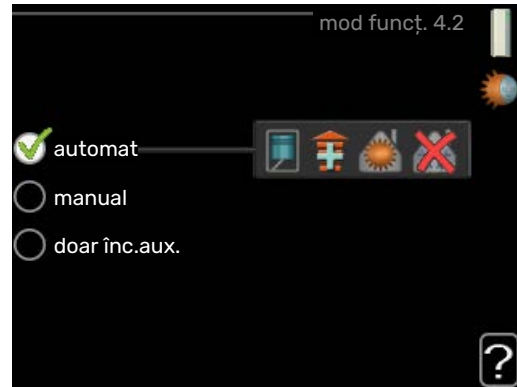 mod funcț. 4.2
automat
manual
doar înc.aux.
?